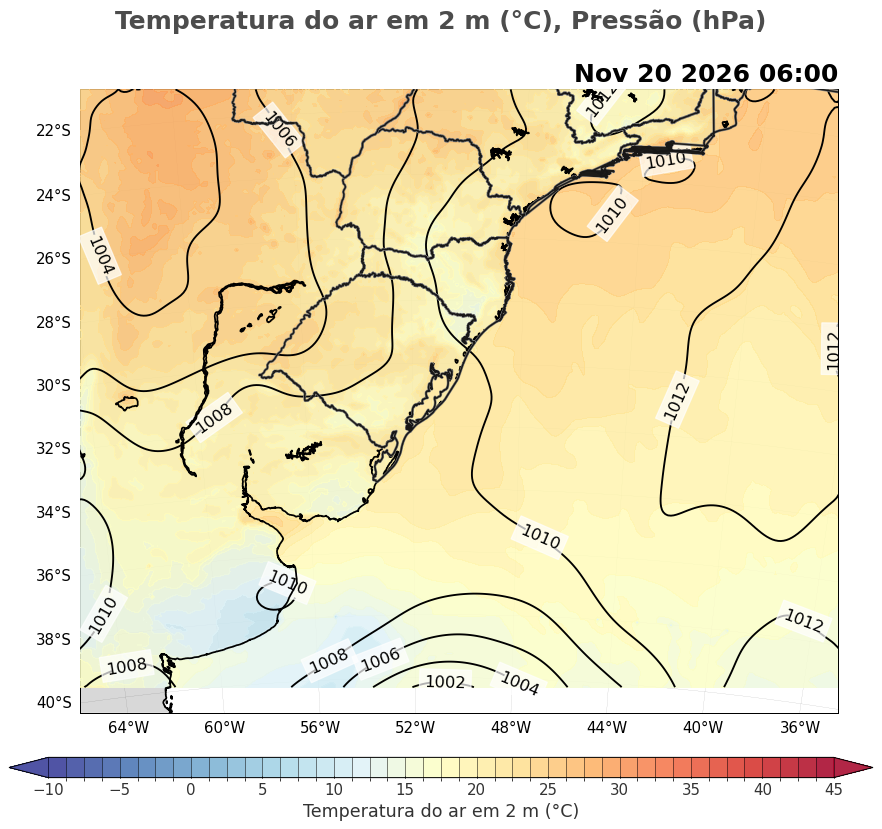 Temperatura do ar em 2 m (°C), Pressão (hPa)
Nov 20 2026 06:00
1012
1006
22°S
1010
24°S
1010
1004
26°S
28°S
1012
30°S
1012
1008
32°S
34°S
1010
36°S
1010
1010
1012
38°S
1008
1008
1006
1002
1004
40°S
64°W 60°W 56°W 52°W 48°W 44°W 40°W 36°W
−10 −5 0 5 10 15 20 25 30 35 40 45
Temperatura do ar em 2 m (°C)